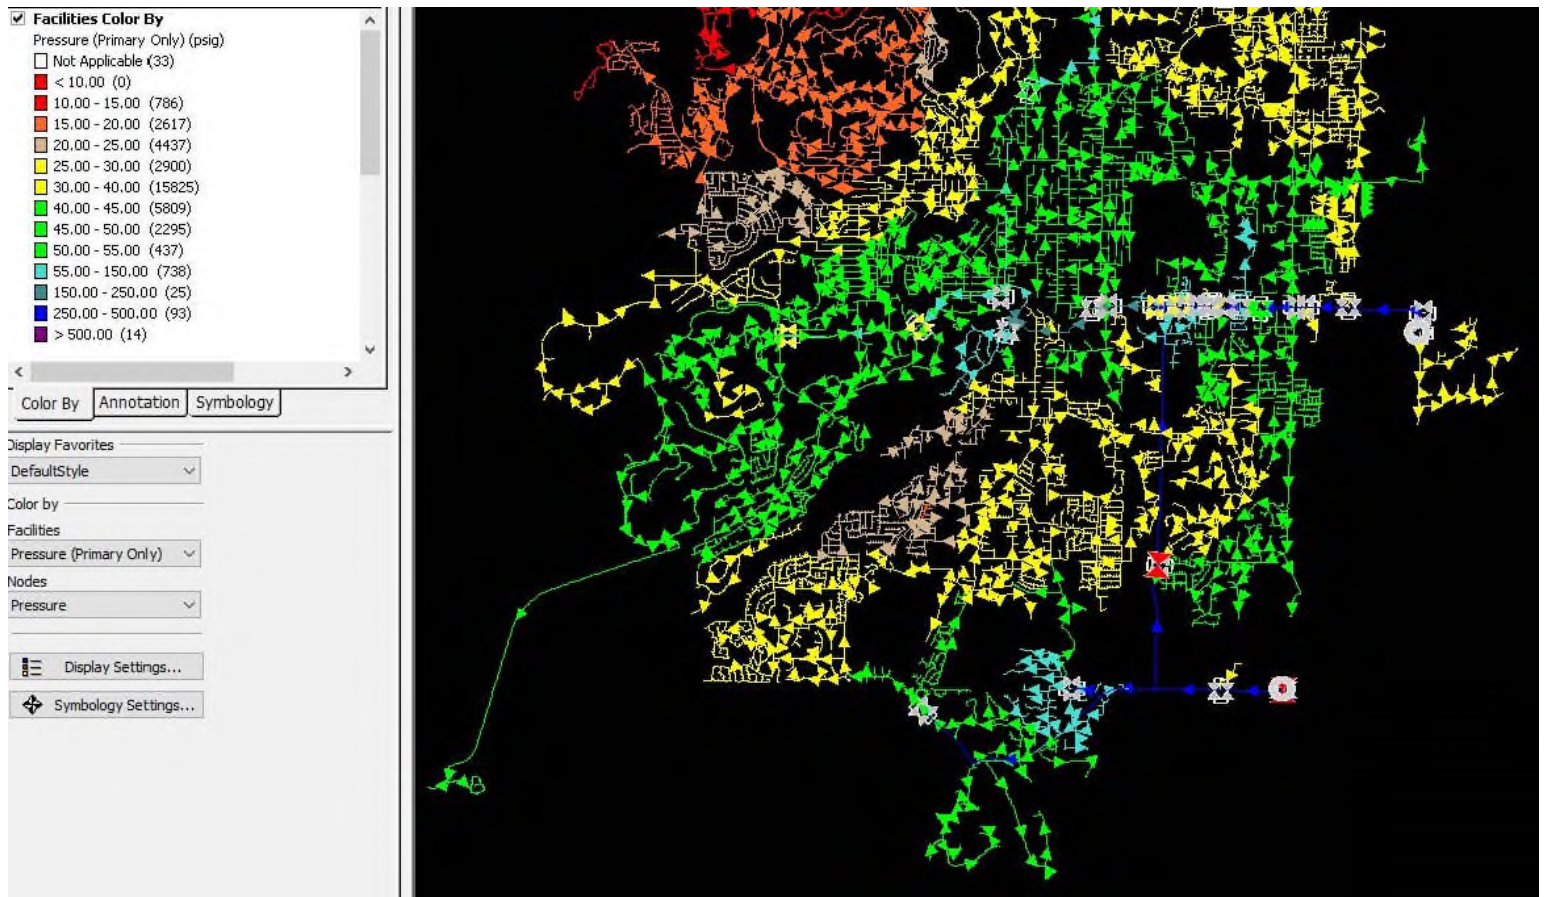 Facilities Color By
Pressure (Primary Only) (psig)
Not Applicable (33)
< 10.00 (0)
10.00 - 15.00 (786)
15.00 - 20.00 (2617)
20.00 - 25.00 (4437)
25.00 - 30.00 (2900)
30.00 - 40.00 (15825)
40.00 - 45.00 (5809)
45.00 - 50.00 (2295)
50.00 - 55.00 (437)
55.00 - 150.00 (738)
150.00 - 250.00 (25)
250.00 - 500.00 (93)
> 500.00 (14)
Color By Annotation Symbology
Display Favorites
DefaultStyle
Color by
Facilities
Pressure (Primary Only)
Nodes
Pressure
Display Settings...
Symbology Settings...